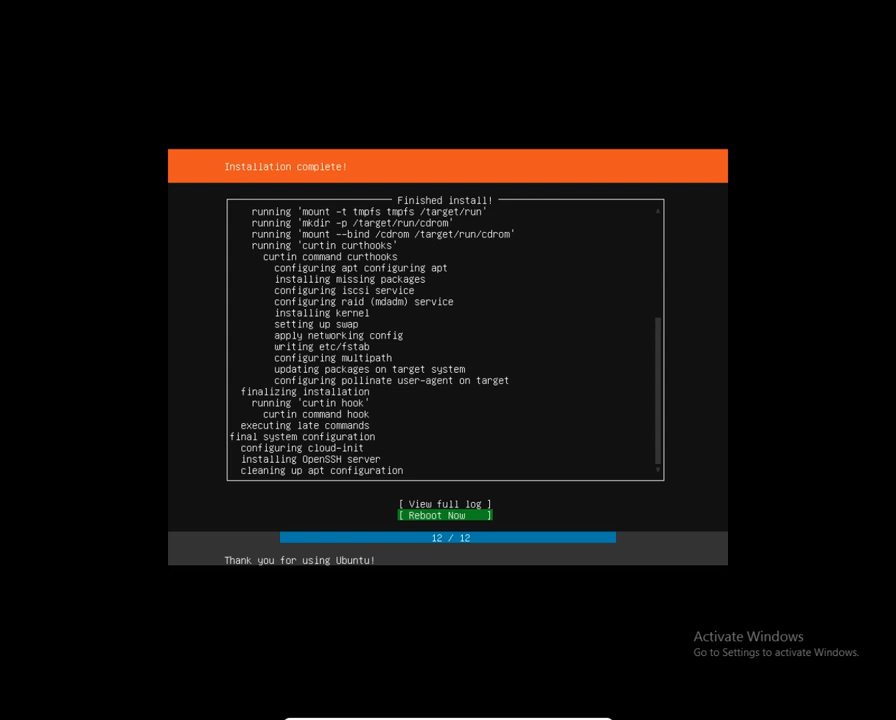 Installation complete!
Finished install!
running 'mount -t tmpfs tmpfs /target/run'
running 'mkdir -p /target/run/cdrom'
running 'mount --bind /cdrom /target/run/cdrom'
running 'curtin curthooks'
curtin command curthooks
configuring apt configuring apt
installing missing packages
configuring iscsi service
configuring raid (mdadm) service
installing kernel
setting up swap
apply networking config
writing etc/fstab
configuring multipath
updating packages on target system
configuring pollinate user-agent on target
finalizing installation
running 'curtin hook'
curtin command hook
executing late commands
final system configuration
configuring cloud-init
installing OpenSSH server
cleaning up apt configuration
[ View full log ]
[ Reboot Now ]
12 / 12
Thank you for using Ubuntu!
Activate Windows
Go to Settings to activate Windows.